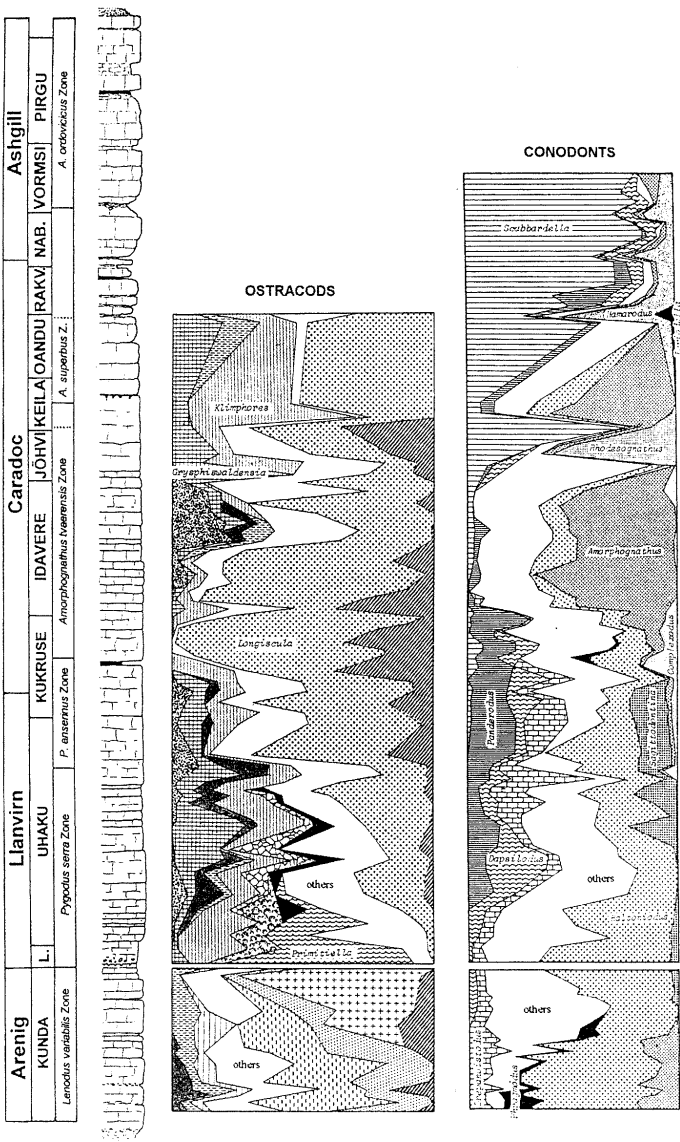 CONODONTS
OSTRACODS
Ashgill
Caradoc
Llanvirn
Arenig
PIRGU
VORMSI
NAB.
RAKV.
OANDU
KEILA
JÕHVI
IDAVERE
KUKRUSE
UHAKU
L.
KUNDA
A. ordovicicus Zone
A. superbus Z.
Amorphognathus tvaerensis Zone
P. anserinus Zone
Pygodus serra Zone
Lenodus variabilis Zone
Klimphores
Gryphiswaldensia
Longiscula
others
Primitiella
others
Scabbardella
Hamarodus
Rhodesognathus
Amorphognathus
Complexodus
Sagittodontina
Panderodus
Dapsilodus
others
others